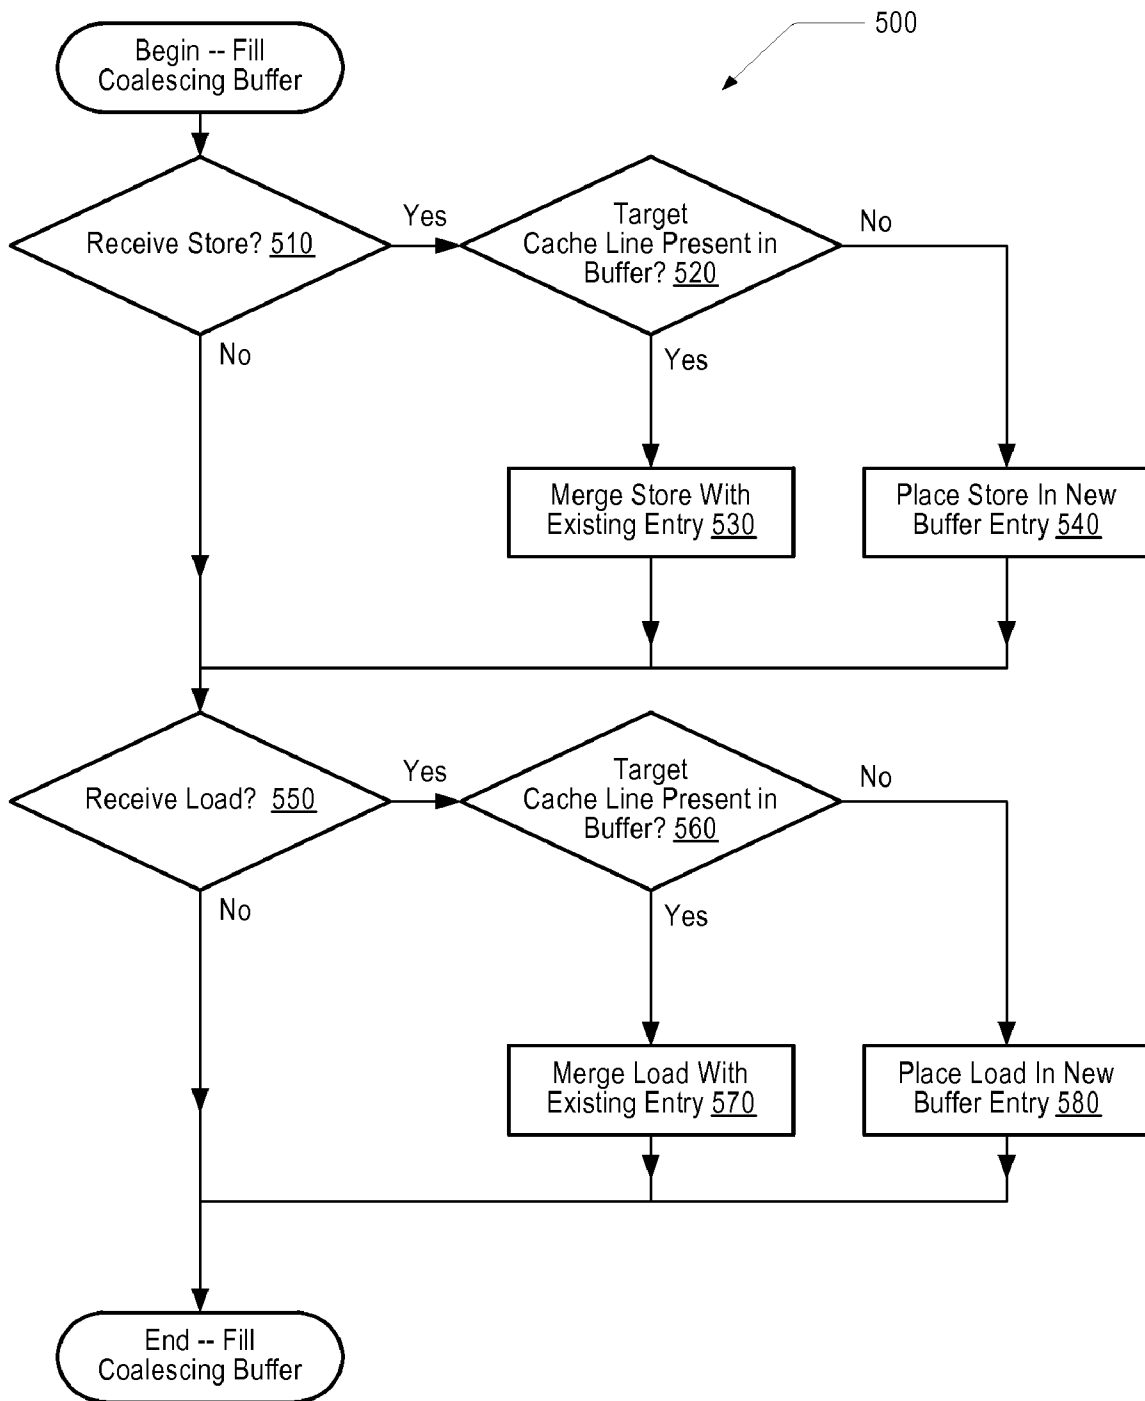 500
Begin -- Fill
Coalescing Buffer
Receive Store? 510
Yes
Target
Cache Line Present in
Buffer? 520
No
No
Yes
Merge Store With
Existing Entry 530
Place Store In New
Buffer Entry 540
Receive Load? 550
Yes
Target
Cache Line Present in
Buffer? 560
No
No
Yes
Merge Load With
Existing Entry 570
Place Load In New
Buffer Entry 580
End -- Fill
Coalescing Buffer